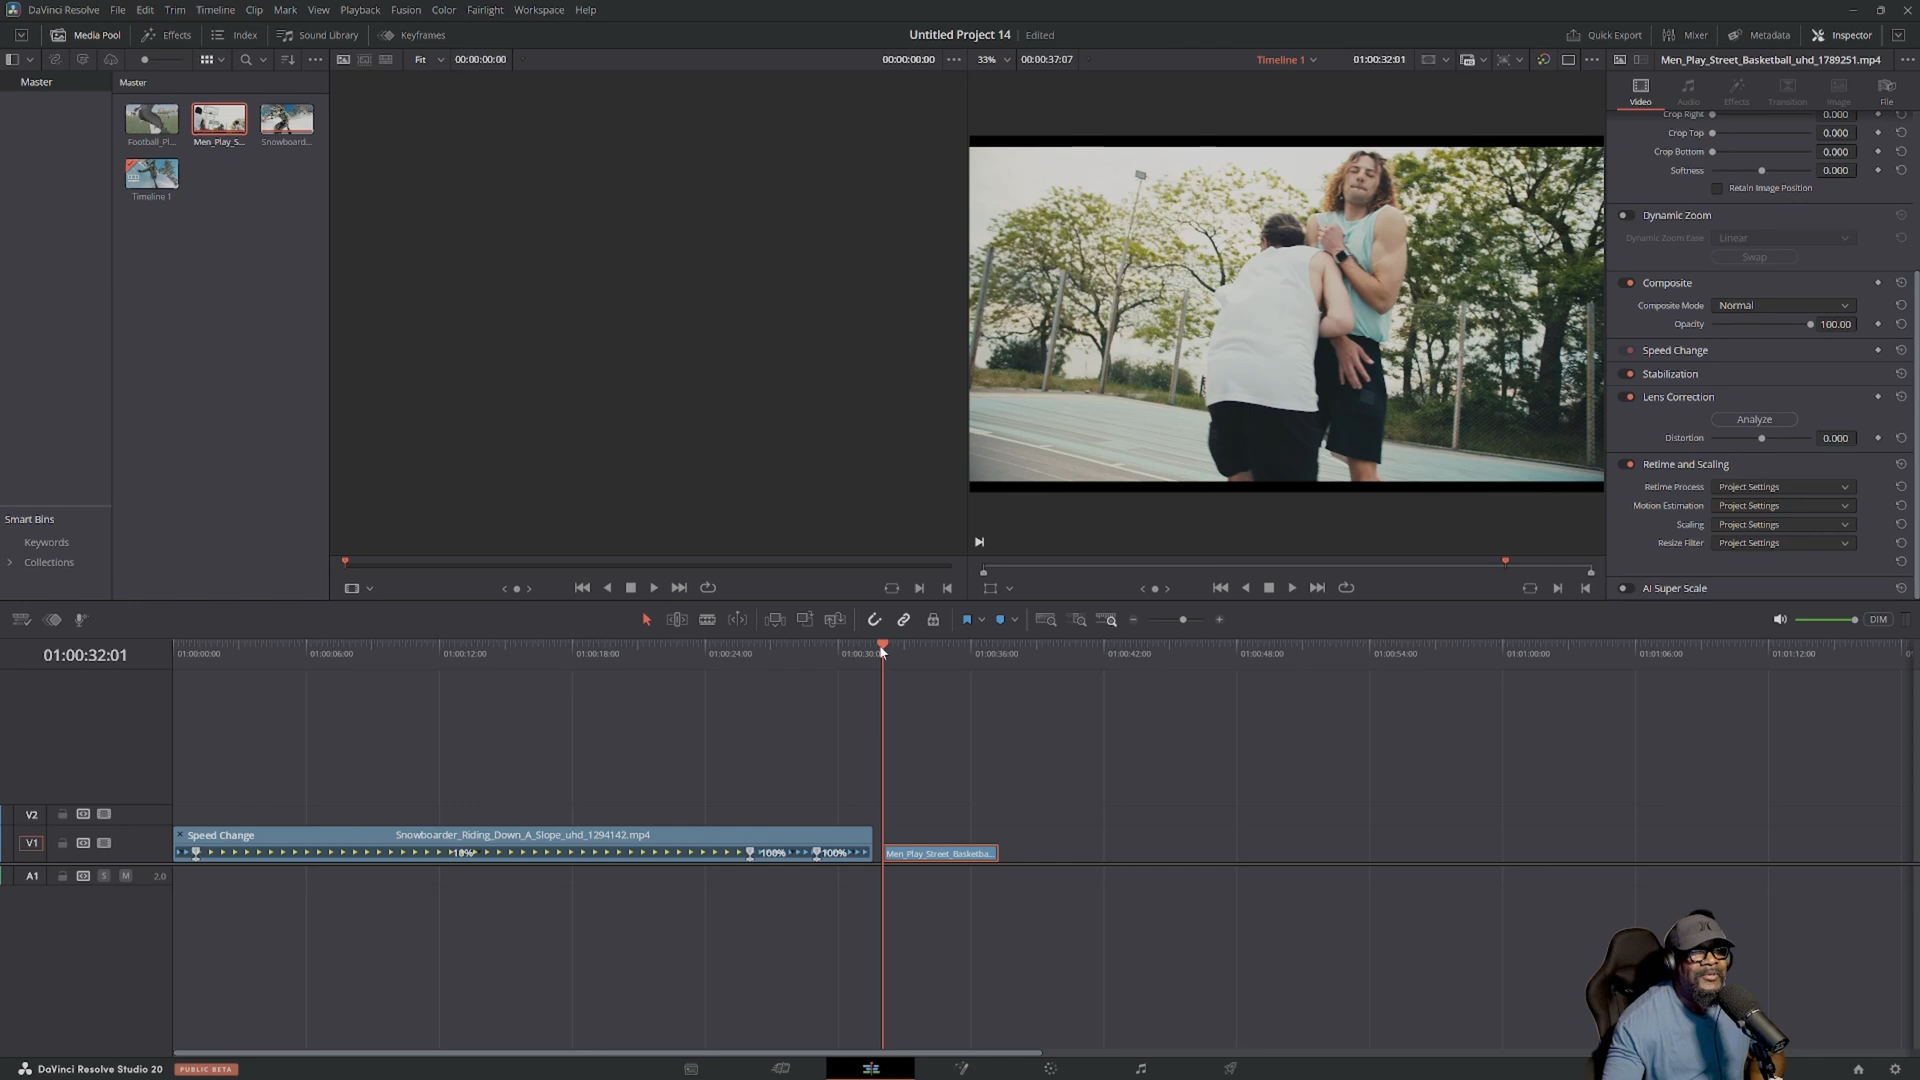 DaVinci Resolve File Edit Trim Timeline Clip Mark View Playback Fusion Color Fairlight Workspace Help
Media Pool Effects Index Sound Library Keyframes Untitled Project 14 Edited Quick Export Mixer Metadata Inspector
Fit 00:00:00:00 00:00:00:00 33% 00:00:37:07 Timeline 1 01:00:32:01 Men_Play_Street_Basketball_uhd_1789251.mp4
Master Master
Video Audio Effects Transition Image File
Crop Right 0.000
Crop Top 0.000
Crop Bottom 0.000
Softness 0.000
Retain Image Position
Football_Pl... Men_Play_S... Snowboard...
Timeline 1
Dynamic Zoom
Dynamic Zoom Ease Linear
Swap
Composite
Composite Mode Normal
Opacity 100.00
Speed Change
Stabilization
Lens Correction
Analyze
Distortion 0.000
Retime and Scaling
Retime Process Project Settings
Motion Estimation Project Settings
Scaling Project Settings
Resize Filter Project Settings
AI Super Scale
Smart Bins
Keywords
Collections
DIM
01:00:32:01
01:00:00:00 01:00:06:00 01:00:12:00 01:00:18:00 01:00:24:00 01:00:30:0 01:00:36:00 01:00:42:00 01:00:48:00 01:00:54:00 01:01:00:00 01:01:06:00 01:01:12:00
V2
V1 Speed Change Snowboarder_Riding_Down_A_Slope_uhd_1294142.mp4
10% 100% 100% Men_Play_Street_Basketba...
A1 S M 2.0
DaVinci Resolve Studio 20 PUBLIC BETA